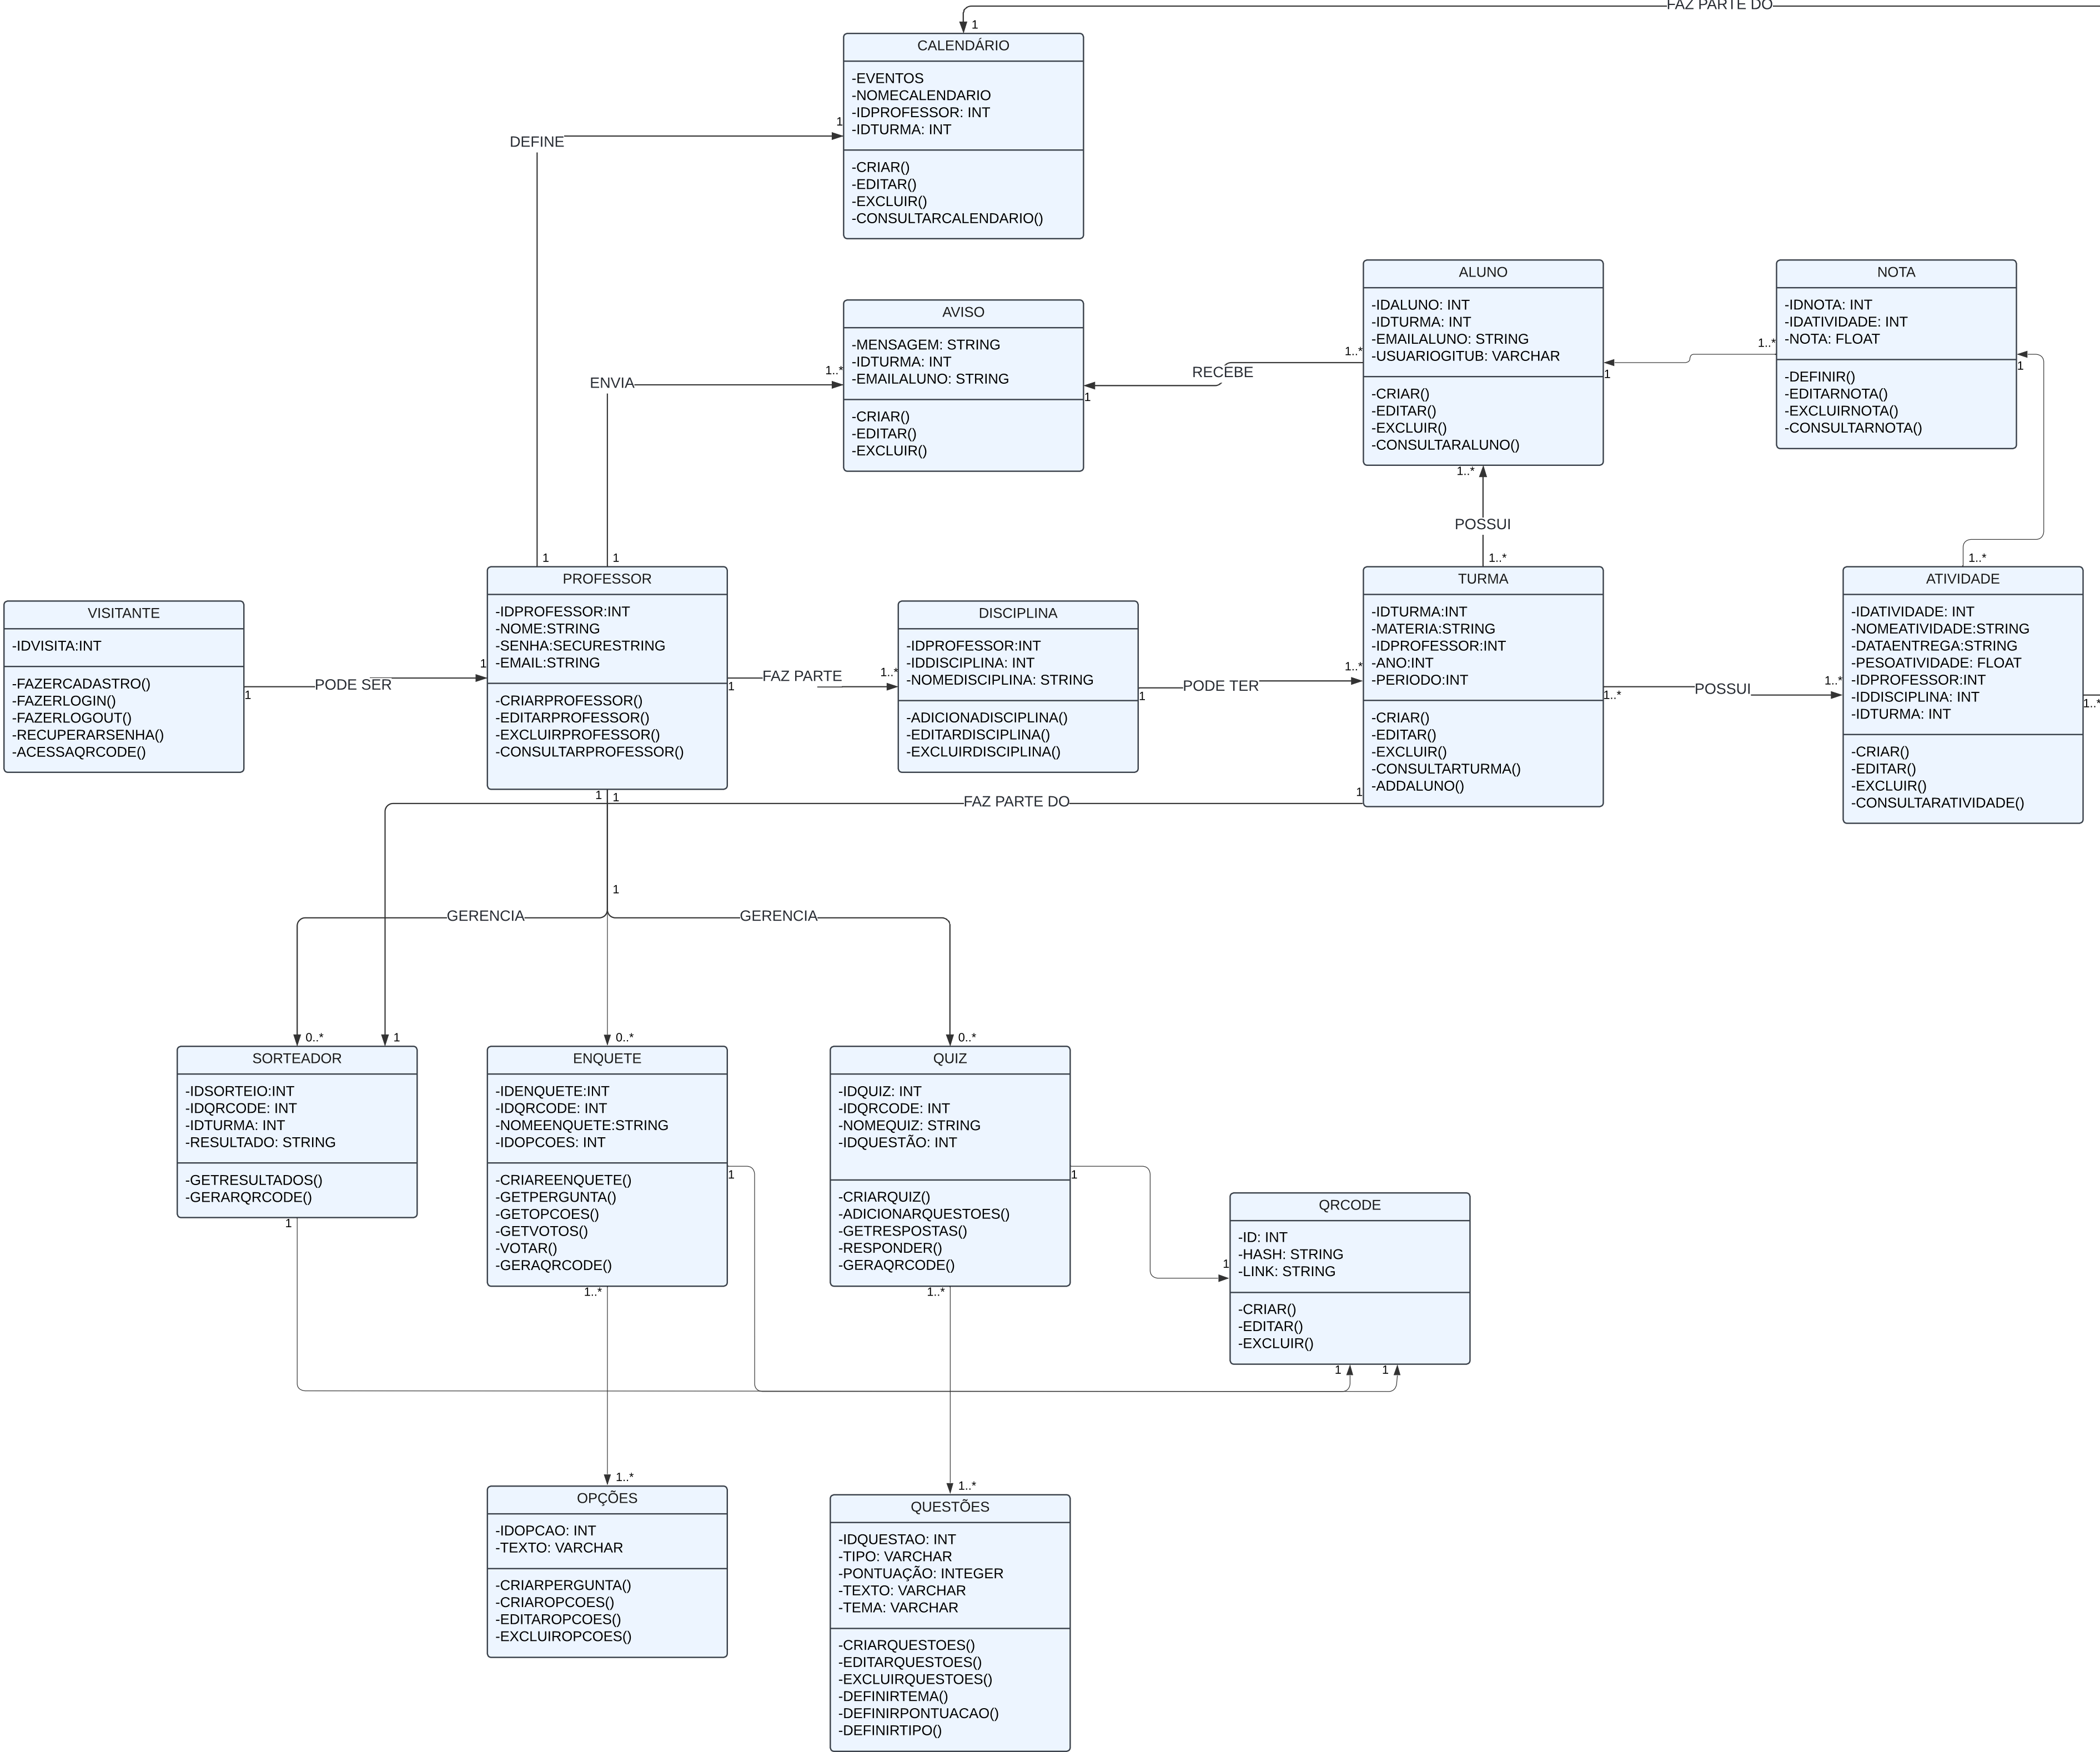 FAZ PARTE DO
1
CALENDÁRIO
-EVENTOS
-NOMECALENDARIO
-IDPROFESSOR: INT
-IDTURMA: INT
-CRIAR()
-EDITAR()
-EXCLUIR()
-CONSULTARCALENDARIO()
1
DEFINE
AVISO
-MENSAGEM: STRING
-IDTURMA: INT
-EMAILALUNO: STRING
-CRIAR()
-EDITAR()
-EXCLUIR()
1..*
ENVIA
RECEBE
1..*
1
ALUNO
-IDALUNO: INT
-IDTURMA: INT
-EMAILALUNO: STRING
-USUARIOGITUB: VARCHAR
-CRIAR()
-EDITAR()
-EXCLUIR()
-CONSULTARALUNO()
1
1..*
NOTA
-IDNOTA: INT
-IDATIVIDADE: INT
-NOTA: FLOAT
-DEFINIR()
-EDITARNOTA()
-EXCLUIRNOTA()
-CONSULTARNOTA()
1
1..*
POSSUI
1..*
1..*
1
1
VISITANTE
-IDVISITA:INT
-FAZERCADASTRO()
-FAZERLOGIN()
-FAZERLOGOUT()
-RECUPERARSENHA()
-ACESSAQRCODE()
1
PODE SER
1
PROFESSOR
-IDPROFESSOR:INT
-NOME:STRING
-SENHA:SECURESTRING
-EMAIL:STRING
-CRIARPROFESSOR()
-EDITARPROFESSOR()
-EXCLUIRPROFESSOR()
-CONSULTARPROFESSOR()
1
FAZ PARTE
1..*
DISCIPLINA
-IDPROFESSOR:INT
-IDDISCIPLINA: INT
-NOMEDISCIPLINA: STRING
-ADICIONADISCIPLINA()
-EDITARDISCIPLINA()
-EXCLUIRDISCIPLINA()
1
PODE TER
1..*
TURMA
-IDTURMA:INT
-MATERIA:STRING
-IDPROFESSOR:INT
-ANO:INT
-PERIODO:INT
-CRIAR()
-EDITAR()
-EXCLUIR()
-CONSULTARTURMA()
-ADDALUNO()
1..*
POSSUI
1..*
ATIVIDADE
-IDATIVIDADE: INT
-NOMEATIVIDADE:STRING
-DATAENTREGA:STRING
-PESOATIVIDADE: FLOAT
-IDPROFESSOR:INT
-IDDISCIPLINA: INT
-IDTURMA: INT
-CRIAR()
-EDITAR()
-EXCLUIR()
-CONSULTARATIVIDADE()
1..*
1
1
FAZ PARTE DO
1
1
GERENCIA
GERENCIA
0..*
1
0..*
0..*
SORTEADOR
-IDSORTEIO:INT
-IDQRCODE: INT
-IDTURMA: INT
-RESULTADO: STRING
-GETRESULTADOS()
-GERARQRCODE()
1
ENQUETE
-IDENQUETE:INT
-IDQRCODE: INT
-NOMEENQUETE:STRING
-IDOPCOES: INT
-CRIAREENQUETE()
-GETPERGUNTA()
-GETOPCOES()
-GETVOTOS()
-VOTAR()
-GERAQRCODE()
1
1..*
QUIZ
-IDQUIZ: INT
-IDQRCODE: INT
-NOMEQUIZ: STRING
-IDQUESTÃO: INT
-CRIARQUIZ()
-ADICIONARQUESTOES()
-GETRESPOSTAS()
-RESPONDER()
-GERAQRCODE()
1
1..*
QRCODE
-ID: INT
-HASH: STRING
-LINK: STRING
-CRIAR()
-EDITAR()
-EXCLUIR()
1
1
1
1..*
OPÇÕES
-IDOPCAO: INT
-TEXTO: VARCHAR
-CRIARPERGUNTA()
-CRIAROPCOES()
-EDITAROPCOES()
-EXCLUIROPCOES()
1..*
QUESTÕES
-IDQUESTAO: INT
-TIPO: VARCHAR
-PONTUAÇÃO: INTEGER
-TEXTO: VARCHAR
-TEMA: VARCHAR
-CRIARQUESTOES()
-EDITARQUESTOES()
-EXCLUIRQUESTOES()
-DEFINIRTEMA()
-DEFINIRPONTUACAO()
-DEFINIRTIPO()